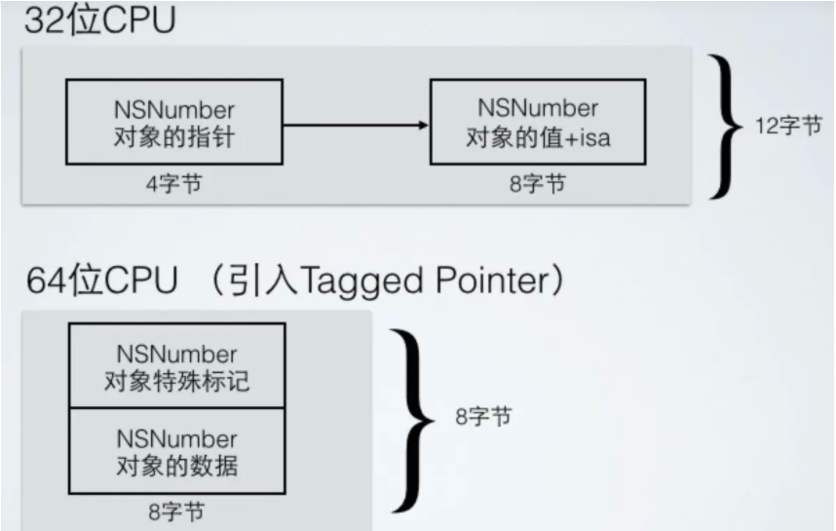 32位CPU
NSNumber
对象的指针
NSNumber
对象的值+isa
4字节
8字节
12字节
64位CPU （引入Tagged Pointer）
NSNumber
对象特殊标记
NSNumber
对象的数据
8字节
8字节